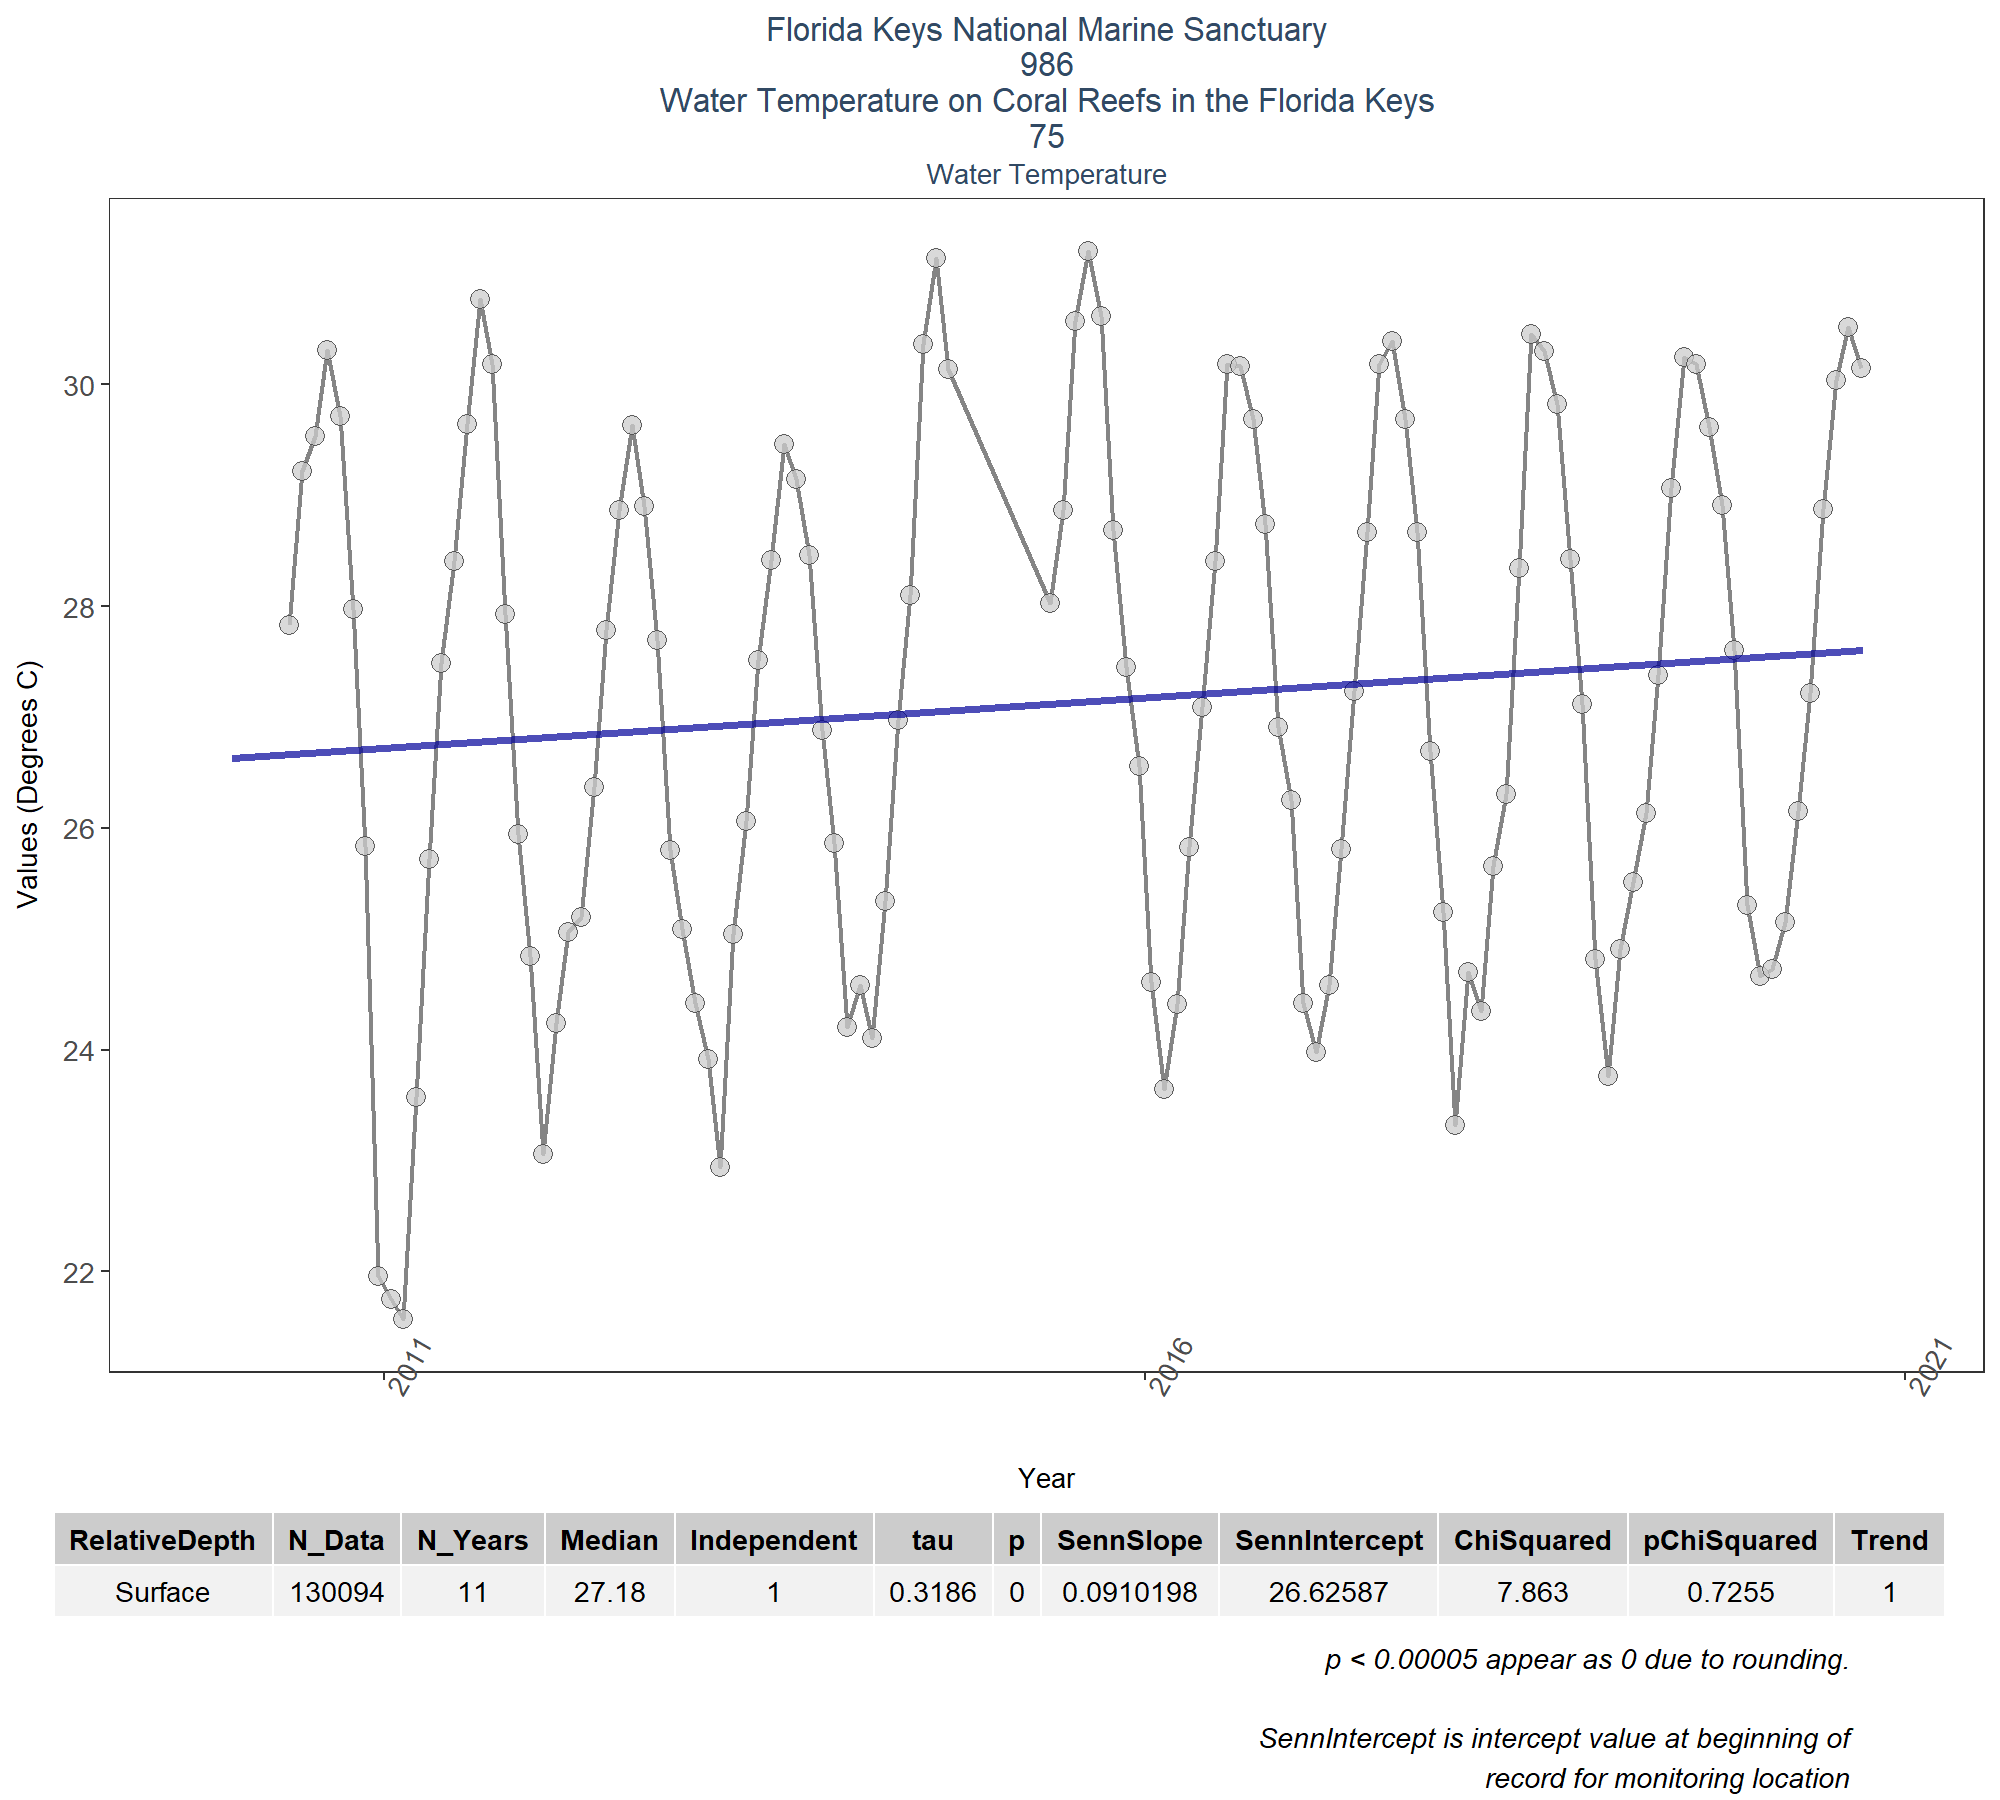 Florida Keys National Marine Sanctuary
986
Water Temperature on Coral Reefs in the Florida Keys
75
Water Temperature
Values (Degrees C)
30
28
26
24
22
2011
2016
2021
Year
RelativeDepth N_Data N_Years Median Independent tau p SennSlope SennIntercept ChiSquared pChiSquared Trend
Surface 130094 11 27.18 1 0.3186 0 0.0910198 26.62587 7.863 0.7255 1
p < 0.00005 appear as 0 due to rounding.
SennIntercept is intercept value at beginning of
record for monitoring location